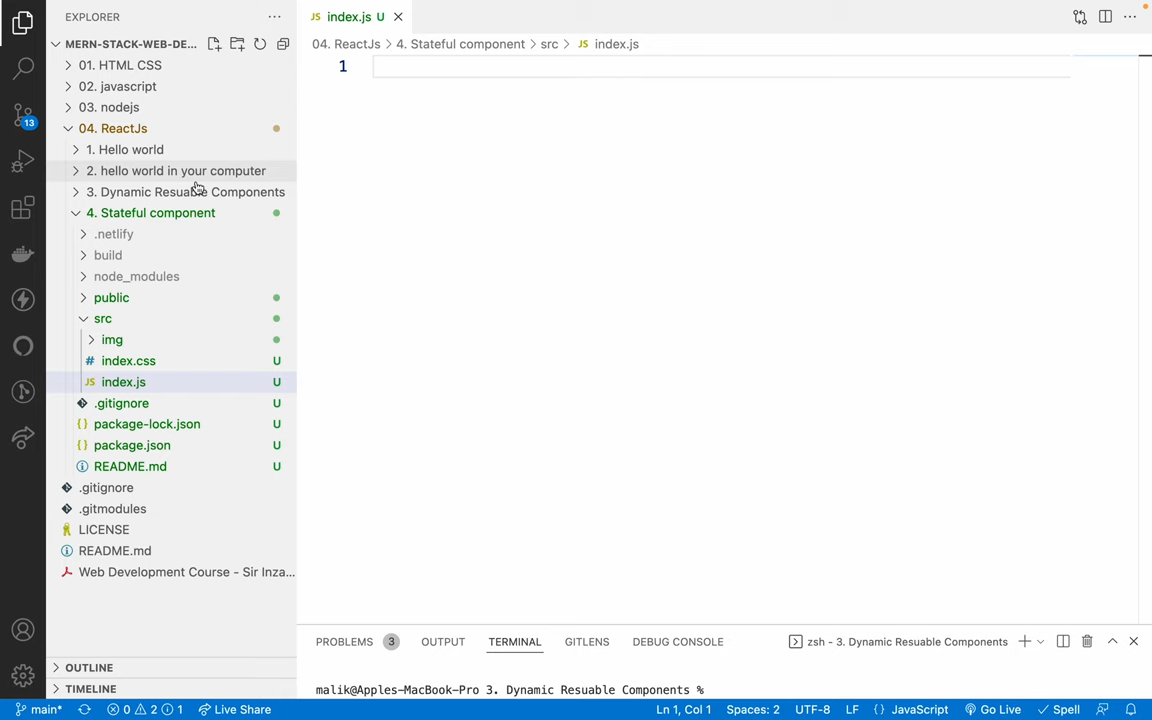 EXPLORER
JS index.js U
MERN-STACK-WEB-DE...
04. ReactJs > 4. Stateful component > src > JS index.js
1
01. HTML CSS
02. javascript
03. nodejs
04. ReactJs
1. Hello world
2. hello world in your computer
3. Dynamic Resuable Components
4. Stateful component
.netlify
build
node_modules
public
src
img
# index.css U
JS index.js U
.gitignore U
{} package-lock.json U
{} package.json U
README.md U
.gitignore
.gitmodules
LICENSE
README.md
Web Development Course - Sir Inza...
OUTLINE
TIMELINE
13
PROBLEMS 3 OUTPUT TERMINAL GITLENS DEBUG CONSOLE zsh - 3. Dynamic Resuable Components
malik@Apples-MacBook-Pro 3. Dynamic Resuable Components %
main* 0 2 1 Live Share Ln 1, Col 1 Spaces: 2 UTF-8 LF {} JavaScript Go Live Spell